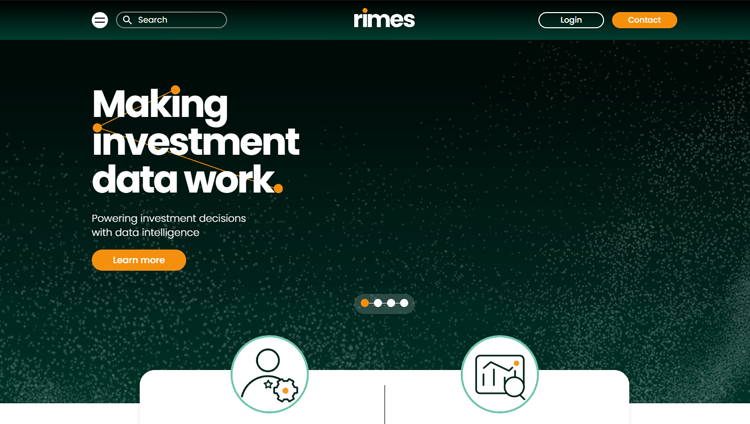 Search
rimes
Login
Contact
Making
investment
data work.
Powering investment decisions
with data intelligence
Learn more